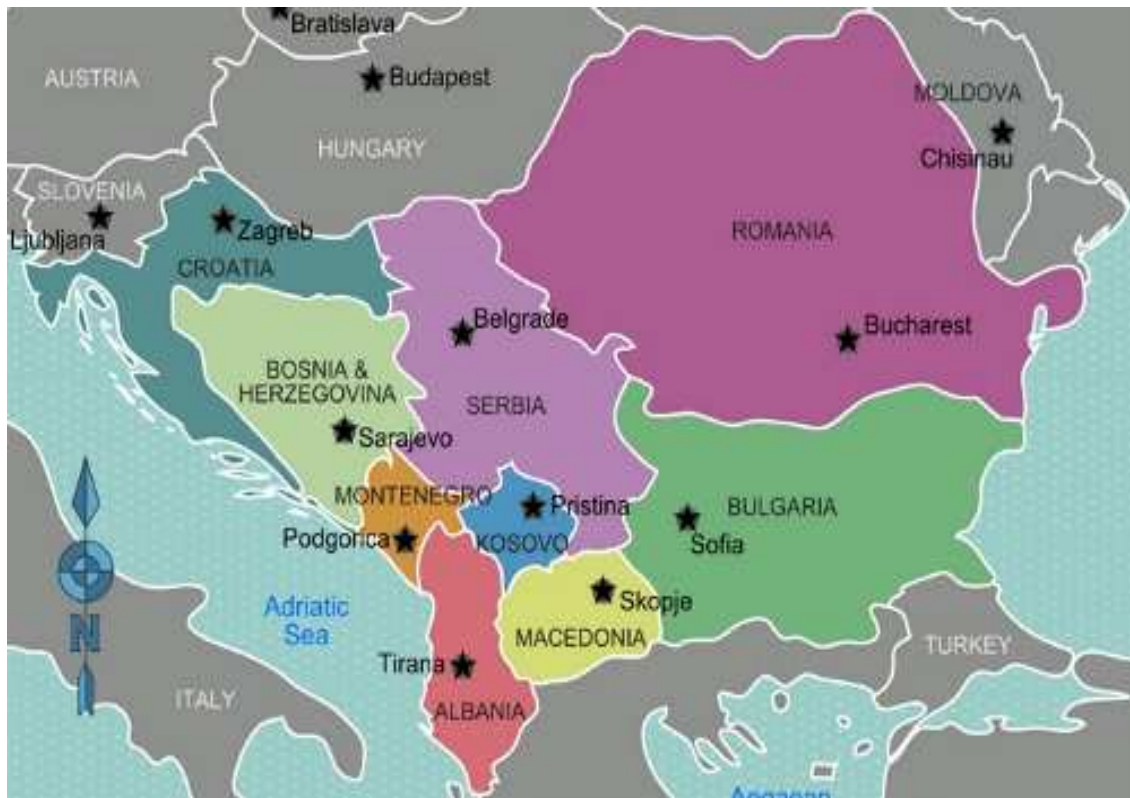 Bratislava
AUSTRIA
Budapest
MOLDOVA
HUNGARY
Chisinau
SLOVENIA
Ljubljana
Zagreb
ROMANIA
CROATIA
Belgrade
Bucharest
BOSNIA &
HERZEGOVINA
SERBIA
Sarajevo
MONTENEGRO
Pristina
BULGARIA
Podgorica
KOSOVO
Sofia
Adriatic
Sea
Skopje
MACEDONIA
TURKEY
N
Tirana
ITALY
ALBANIA